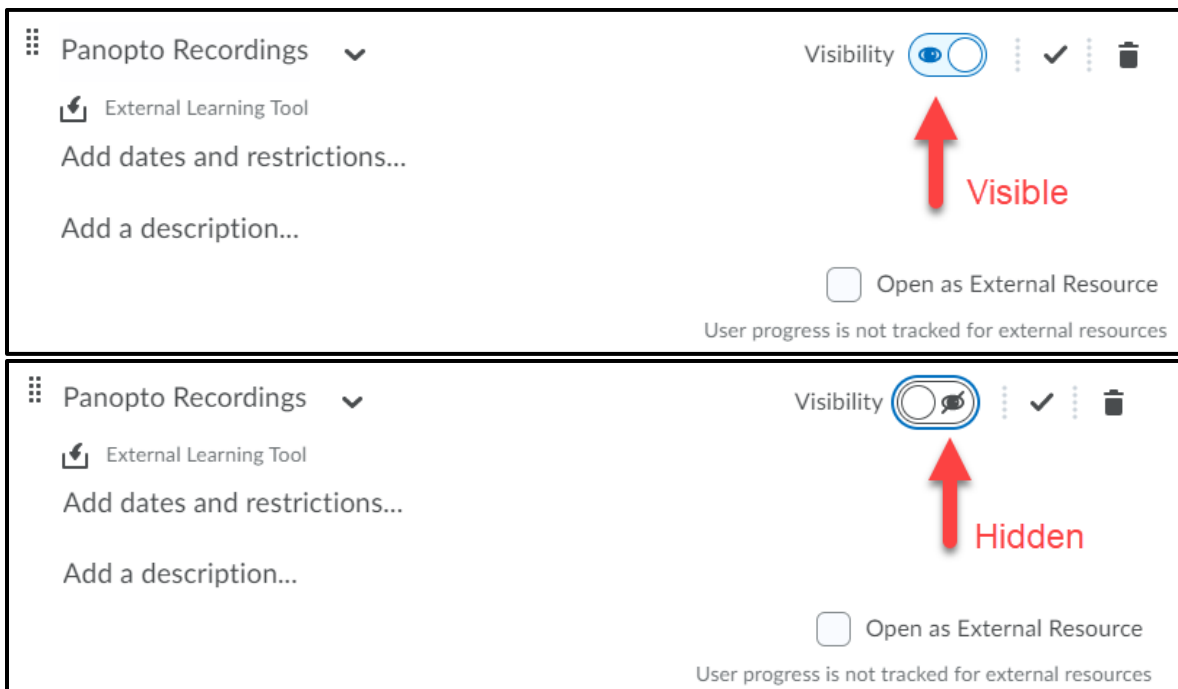 Panopto Recordings
Visibility
External Learning Tool
Add dates and restrictions...
Visible
Add a description...
Open as External Resource
User progress is not tracked for external resources
Panopto Recordings
Visibility
External Learning Tool
Add dates and restrictions...
Hidden
Add a description...
Open as External Resource
User progress is not tracked for external resources